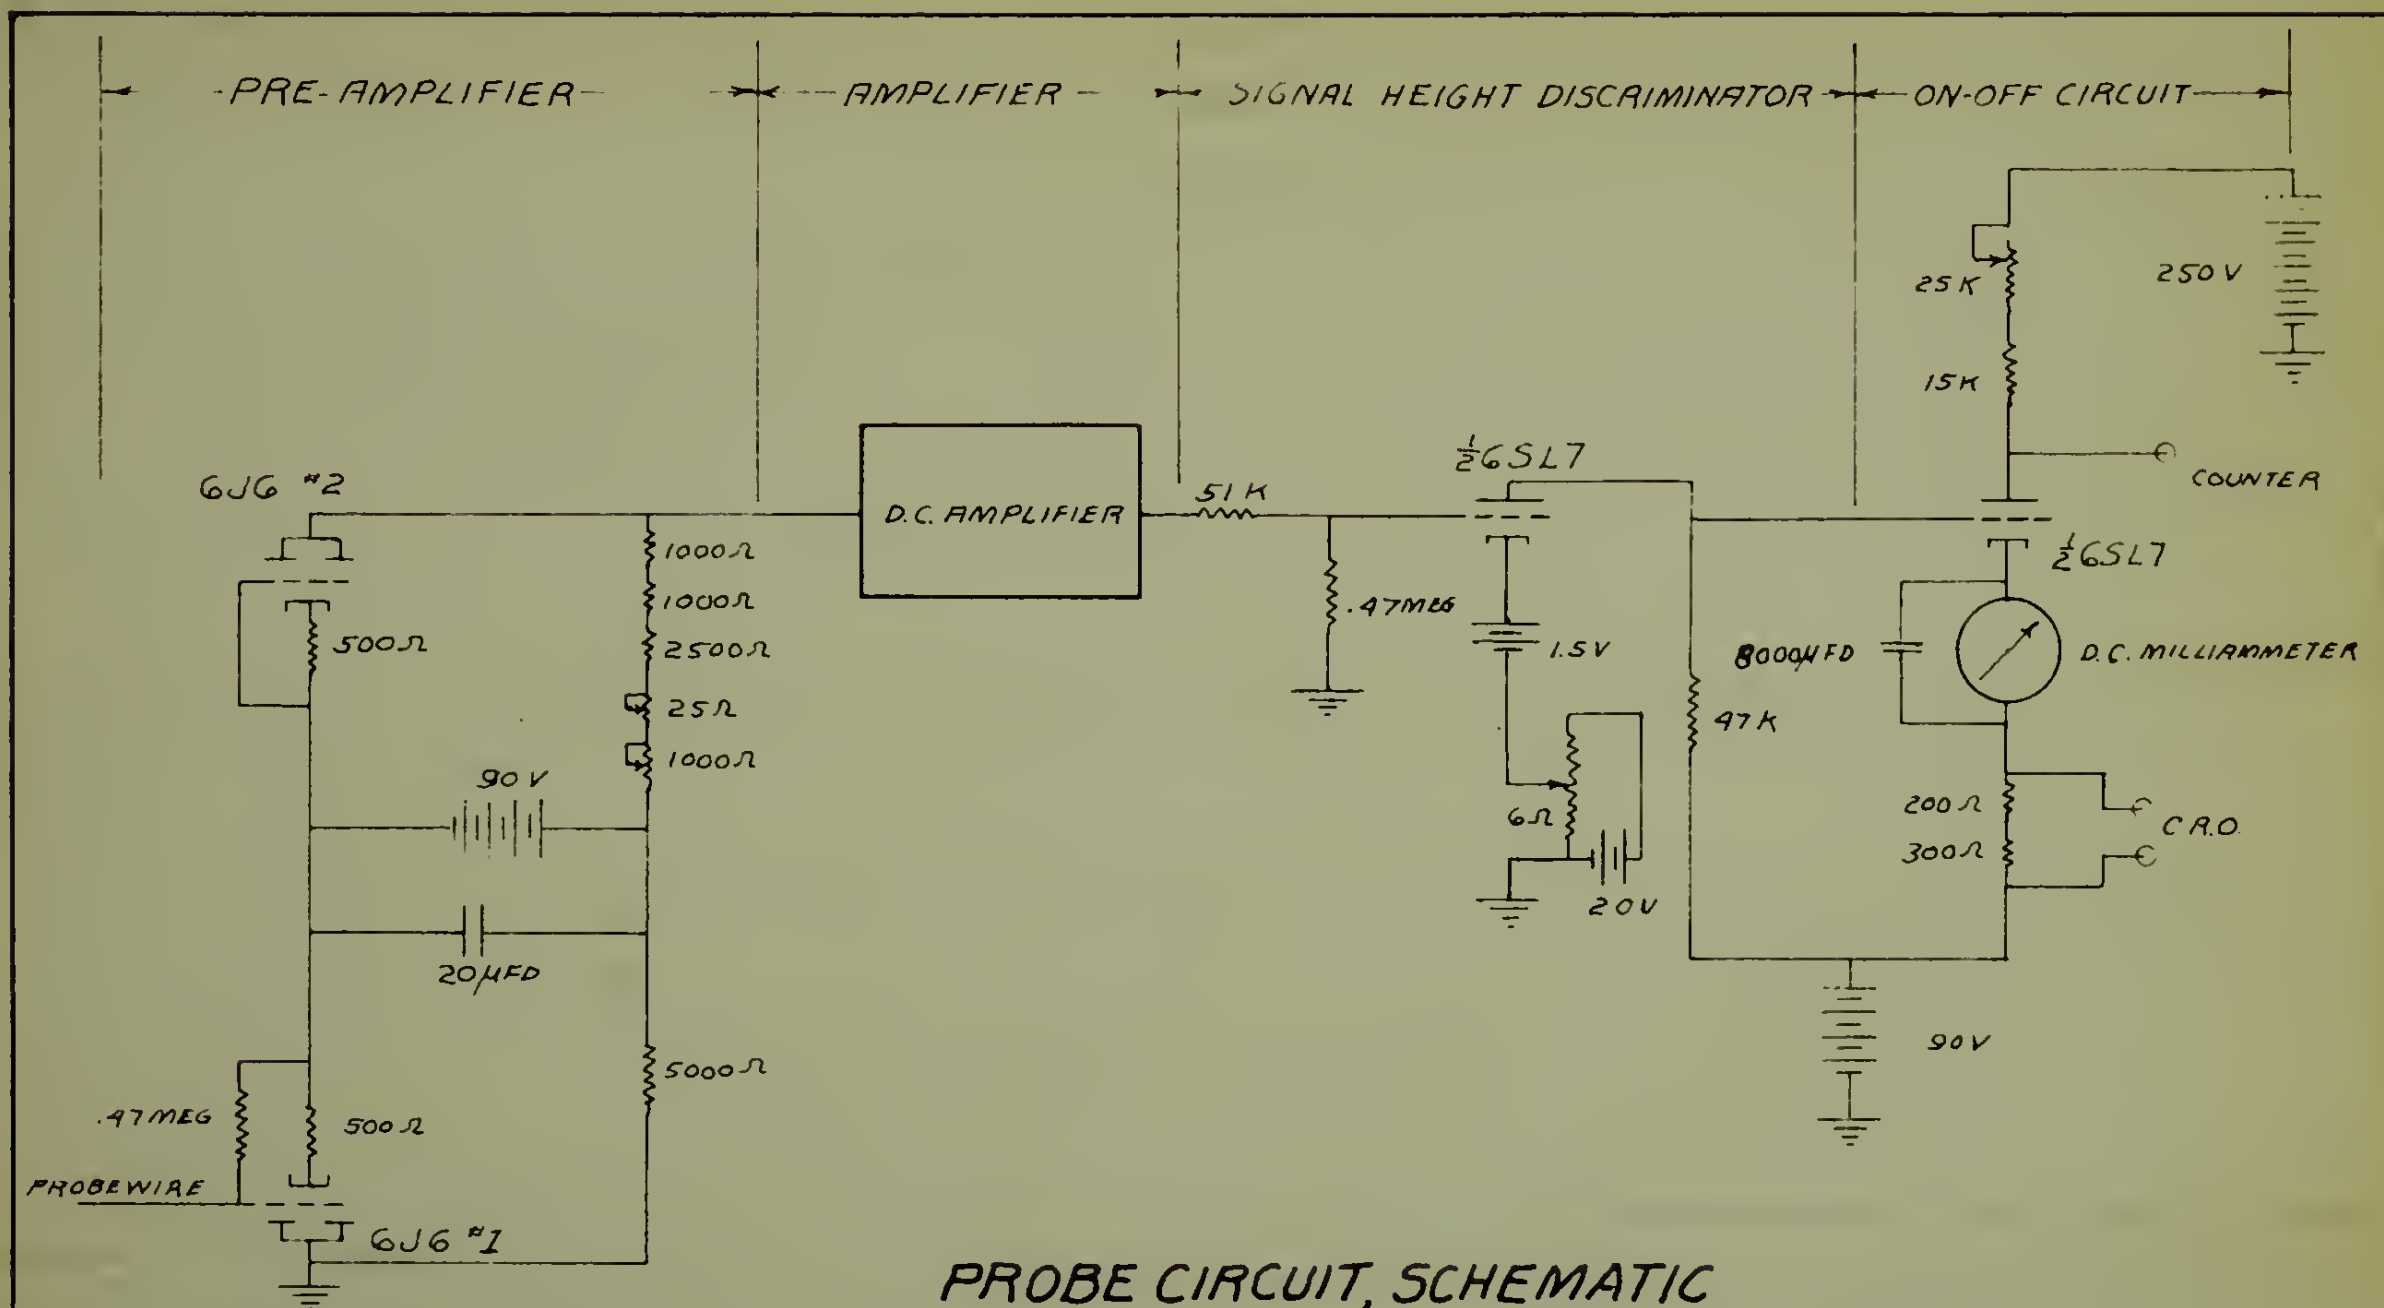 PRE-AMPLIFIER
AMPLIFIER
SIGNAL HEIGHT DISCRIMINATOR
ON-OFF CIRCUIT
25K
250V
15K
COUNTER
6J6 #2
D.C. AMPLIFIER
51K
½6SL7
½6SL7
1000Ω
1000Ω
500Ω
2500Ω
25Ω
1000Ω
.47MEG
1.5V
8000μFD
D.C. MILLIAMMETER
47K
90V
6Ω
20V
200Ω
300Ω
C.R.O.
20μFD
5000Ω
90V
.47MEG
500Ω
PROBE WIRE
6J6 #1
PROBE CIRCUIT, SCHEMATIC